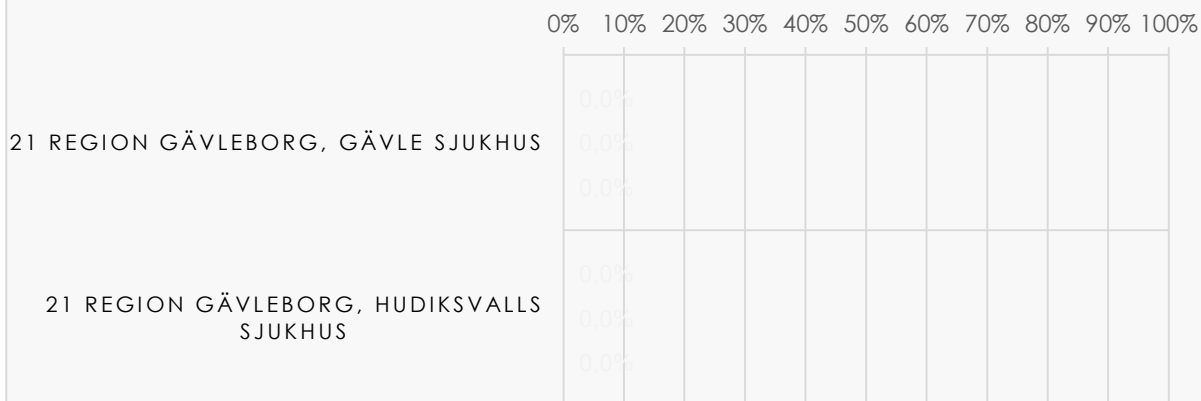 0% 10% 20% 30% 40% 50% 60% 70% 80% 90% 100%
21 REGION GÄVLEBORG, GÄVLE SJUKHUS
0.0%
0,0%
0.0%
21 REGION GÄVLEBORG, HUDIKSVALLS
SJUKHUS
0.0%
0,0%
0.0%